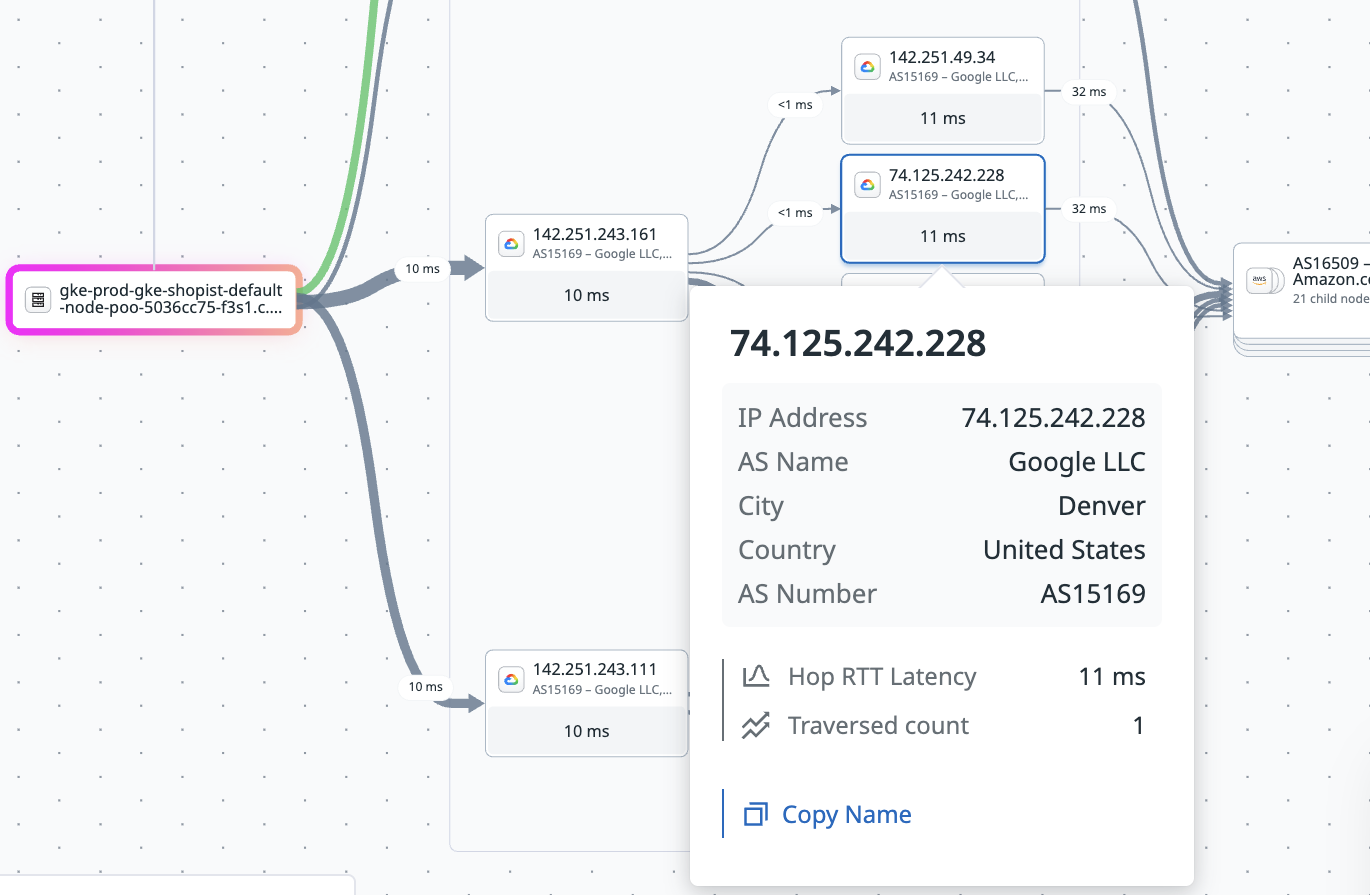 142.251.49.34
AS15169 – Google LLC,...
<1 ms
32 ms
11 ms
74.125.242.228
AS15169 – Google LLC,...
<1 ms
32 ms
11 ms
142.251.243.161
AS15169 – Google LLC,...
10 ms
10 ms
gke-prod-gke-shopist-default
-node-poo-5036cc75-f3s1.c....
aws
AS16509 –
Amazon.co
21 child node
74.125.242.228
IP Address 74.125.242.228
AS Name Google LLC
City Denver
Country United States
AS Number AS15169
Hop RTT Latency 11 ms
Traversed count 1
Copy Name
10 ms
142.251.243.111
AS15169 – Google LLC,...
10 ms